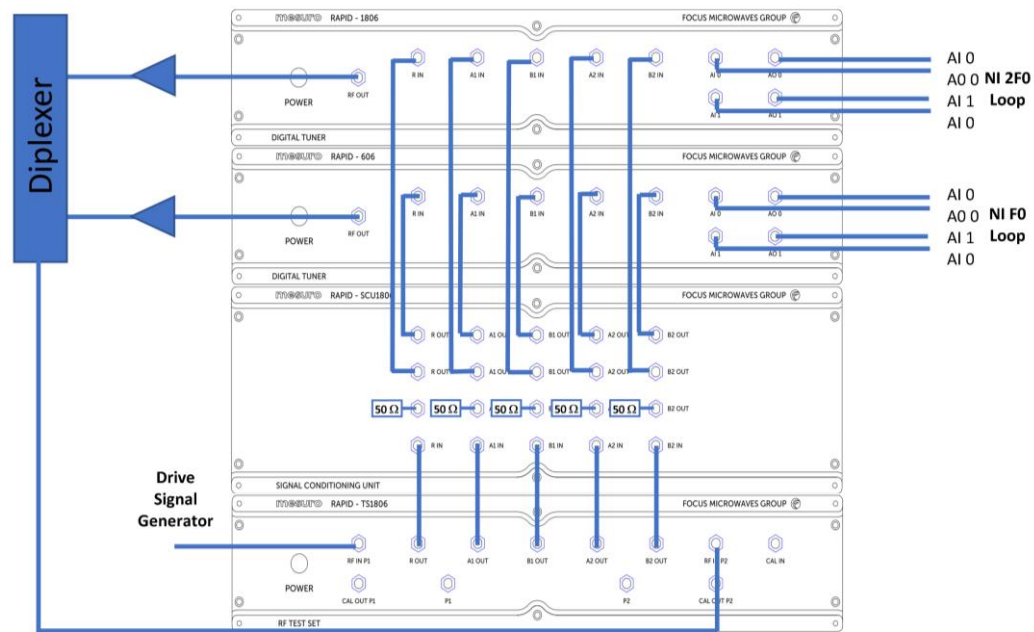 mesuro RAPID - 1806 FOCUS MICROWAVES GROUP
R IN A1 IN B1 IN A2 IN B2 IN AI 0 AO 0
POWER RF OUT
AI 1 AO 1
DIGITAL TUNER
AI 0
A0 0 NI 2F0
AI 1 Loop
AI 0
Diplexer
mesuro RAPID - 606 FOCUS MICROWAVES GROUP
R IN A1 IN B1 IN A2 IN B2 IN AI 0 AO 0
POWER RF OUT
AI 1 AO 1
DIGITAL TUNER
AI 0
A0 0 NI F0
AI 1 Loop
AI 0
mesuro RAPID - SCU1806 FOCUS MICROWAVES GROUP
R OUT A1 OUT B1 OUT A2 OUT B2 OUT
R OUT A1 OUT B1 OUT A2 OUT B2 OUT
50 Ω 50 Ω 50 Ω 50 Ω 50 Ω B2 OUT
R IN A1 IN B1 IN A2 IN B2 IN
SIGNAL CONDITIONING UNIT
Drive
Signal
Generator
mesuro RAPID - TS1806 FOCUS MICROWAVES GROUP
RF IN P1 R OUT A1 OUT B1 OUT A2 OUT B2 OUT RF IN P2 CAL IN
POWER CAL OUT P1 P1 P2 CAL OUT P2
RF TEST SET